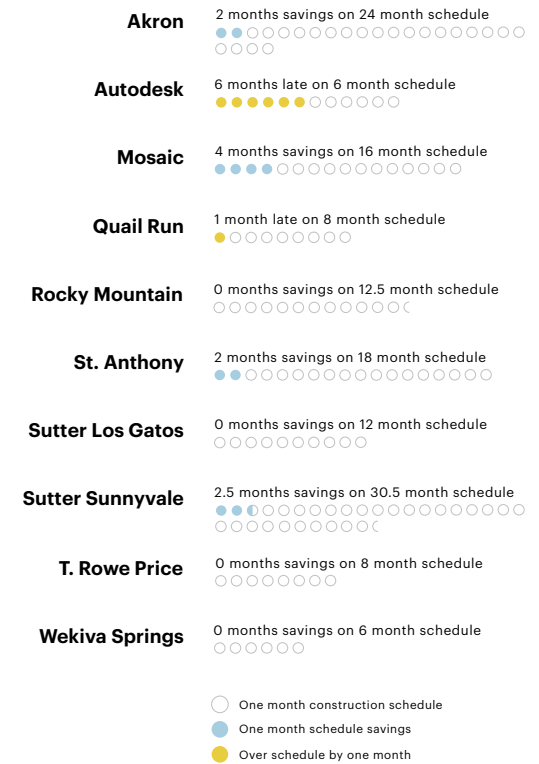 Akron
2 months savings on 24 month schedule
Autodesk
6 months late on 6 month schedule
Mosaic
4 months savings on 16 month schedule
Quail Run
1 month late on 8 month schedule
Rocky Mountain
0 months savings on 12.5 month schedule
St. Anthony
2 months savings on 18 month schedule
Sutter Los Gatos
0 months savings on 12 month schedule
Sutter Sunnyvale
2.5 months savings on 30.5 month schedule
T. Rowe Price
0 months savings on 8 month schedule
Wekiva Springs
0 months savings on 6 month schedule
One month construction schedule
One month schedule savings
Over schedule by one month